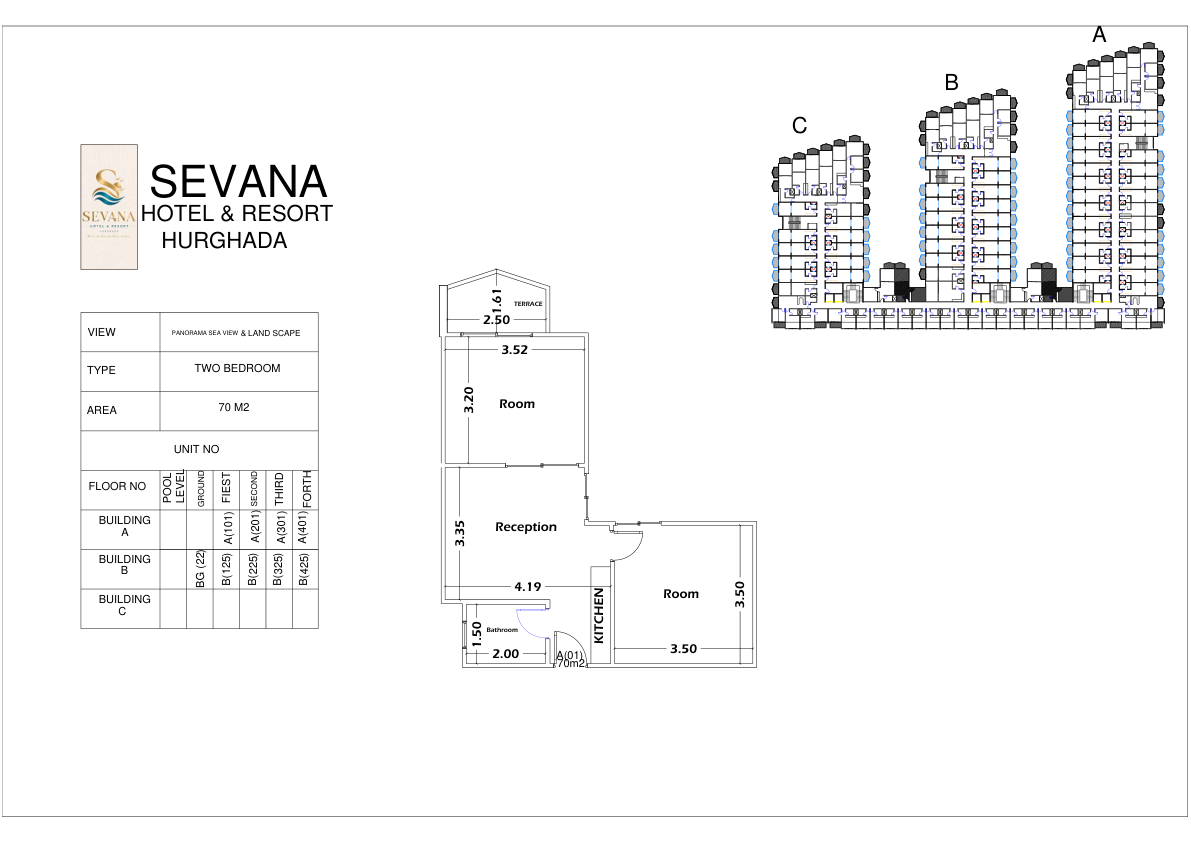 A
B
C
SEVANA
HOTEL & RESORT
HURGHADA
SEVANA
HOTEL & RESORT
VIEW
PANORAMA SEA VIEW & LAND SCAPE
TYPE
TWO BEDROOM
AREA
70 M2
UNIT NO
FLOOR NO
POOL
LEVEL
GROUND
FIEST
SECOND
THIRD
FORTH
BUILDING
A
A(101)
A(201)
A(301)
A(401)
BUILDING
B
BG (22)
B(125)
B(225)
B(325)
B(425)
BUILDING
C
1.61
TERRACE
2.50
3.52
3.20
Room
3.35
Reception
4.19
KITCHEN
Room
3.50
3.50
1.50
Bathroom
2.00
A(01)
70m2